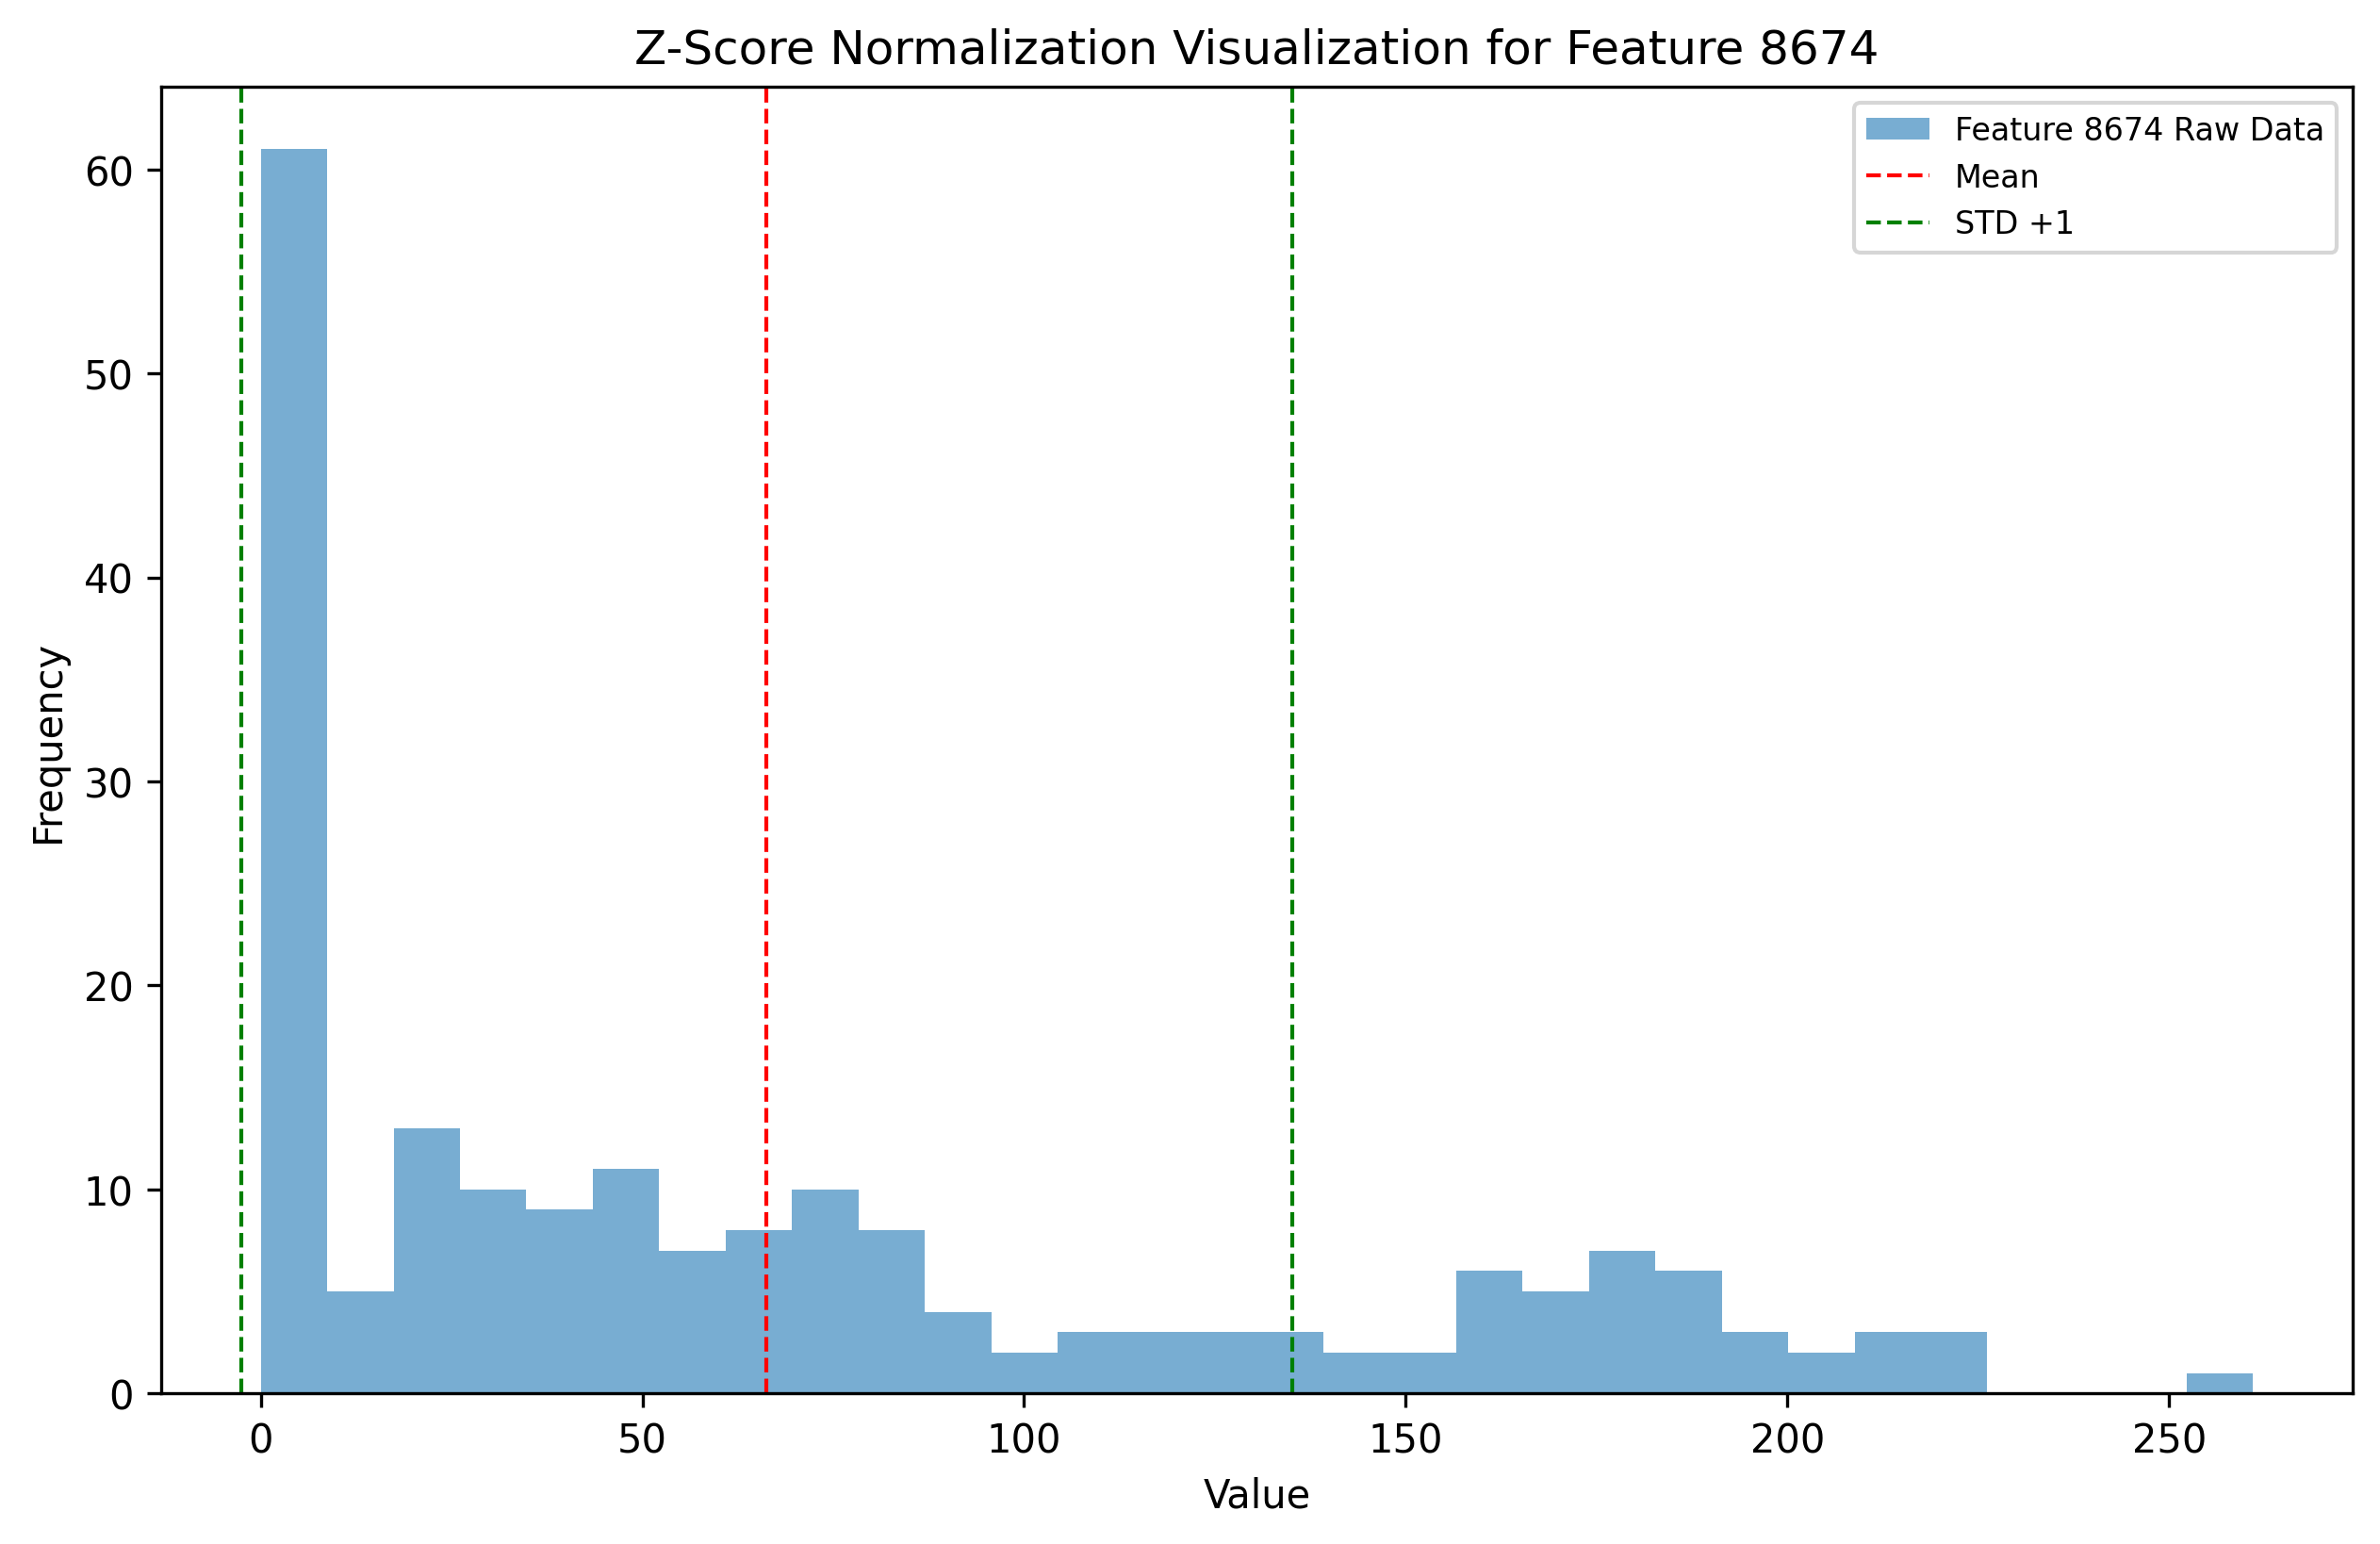 Z-Score Normalization Visualization for Feature 8674
Feature 8674 Raw Data
Mean
STD +1
Frequency
60
50
40
30
20
10
0
0 50 100 150 200 250
Value